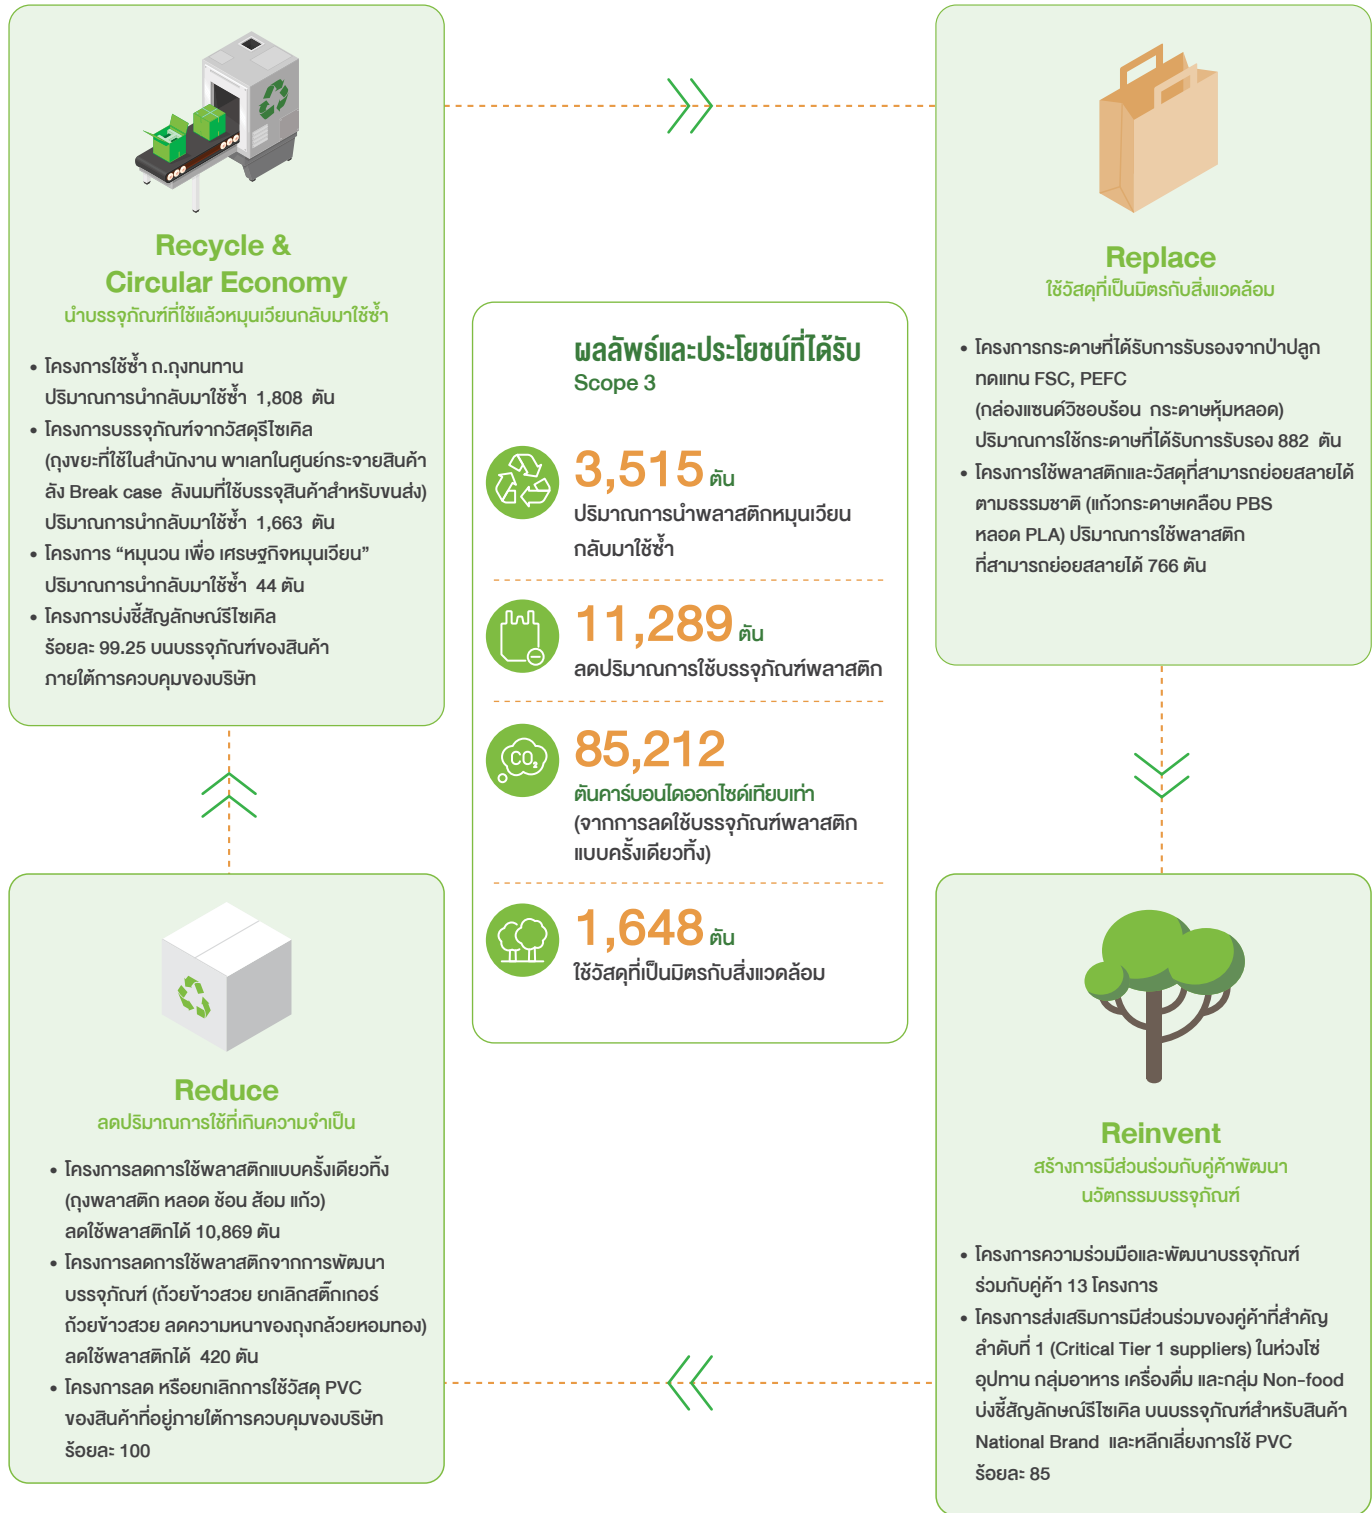 Recycle &
Circular Economy
นำบรรจุภัณฑ์ที่ใช้แล้วหมุนเวียนกลับมาใช้ซ้ำ
• โครงการใช้ซ้ำ ถ.ถุงทนทาน
ปริมาณการนำกลับมาใช้ซ้ำ 1,808 ตัน
• โครงการบรรจุภัณฑ์จากวัสดุรีไซเคิล
(ถุงขยะที่ใช้ในสำนักงาน พาเลทในศูนย์กระจายสินค้า
ลัง Break case ลังนมที่ใช้บรรจุสินค้าสำหรับขนส่ง)
ปริมาณการนำกลับมาใช้ซ้ำ 1,663 ตัน
• โครงการ “หมุนวน เพื่อ เศรษฐกิจหมุนเวียน”
ปริมาณการนำกลับมาใช้ซ้ำ 44 ตัน
• โครงการบ่งชี้สัญลักษณ์รีไซเคิล
ร้อยละ 99.25 บนบรรจุภัณฑ์ของสินค้า
ภายใต้การควบคุมของบริษัท
Replace
ใช้วัสดุที่เป็นมิตรกับสิ่งแวดล้อม
• โครงการกระดาษที่ได้รับการรับรองจากป่าปลูก
ทดแทน FSC, PEFC
(กล่องแซนด์วิชอบร้อน กระดาษหุ้มหลอด)
ปริมาณการใช้กระดาษที่ได้รับการรับรอง 882 ตัน
• โครงการใช้พลาสติกและวัสดุที่สามารถย่อยสลายได้
ตามธรรมชาติ (แก้วกระดาษเคลือบ PBS
หลอด PLA) ปริมาณการใช้พลาสติก
ที่สามารถย่อยสลายได้ 766 ตัน
ผลลัพธ์และประโยชน์ที่ได้รับ
Scope 3
3,515 ตัน
ปริมาณการนำพลาสติกหมุนเวียน
กลับมาใช้ซ้ำ
11,289 ตัน
ลดปริมาณการใช้บรรจุภัณฑ์พลาสติก
CO₂
85,212
ตันคาร์บอนไดออกไซด์เทียบเท่า
(จากการลดใช้บรรจุภัณฑ์พลาสติก
แบบครั้งเดียวทิ้ง)
1,648 ตัน
ใช้วัสดุที่เป็นมิตรกับสิ่งแวดล้อม
Reduce
ลดปริมาณการใช้ที่เกินความจำเป็น
• โครงการลดการใช้พลาสติกแบบครั้งเดียวทิ้ง
(ถุงพลาสติก หลอด ช้อน ส้อม แก้ว)
ลดใช้พลาสติกได้ 10,869 ตัน
• โครงการลดการใช้พลาสติกจากการพัฒนา
บรรจุภัณฑ์ (ถ้วยข้าวสวย ยกเลิกสติ๊กเกอร์
ถ้วยข้าวสวย ลดความหนาของถุงกล้วยหอมทอง)
ลดใช้พลาสติกได้ 420 ตัน
• โครงการลด หรือยกเลิกการใช้วัสดุ PVC
ของสินค้าที่อยู่ภายใต้การควบคุมของบริษัท
ร้อยละ 100
Reinvent
สร้างการมีส่วนร่วมกับคู่ค้าพัฒนา
นวัตกรรมบรรจุภัณฑ์
• โครงการความร่วมมือและพัฒนาบรรจุภัณฑ์
ร่วมกับคู่ค้า 13 โครงการ
• โครงการส่งเสริมการมีส่วนร่วมของคู่ค้าที่สำคัญ
ลำดับที่ 1 (Critical Tier 1 suppliers) ในห่วงโซ่
อุปทาน กลุ่มอาหาร เครื่องดื่ม และกลุ่ม Non-food
บ่งชี้สัญลักษณ์รีไซเคิล บนบรรจุภัณฑ์สำหรับสินค้า
National Brand และหลีกเลี่ยงการใช้ PVC
ร้อยละ 85